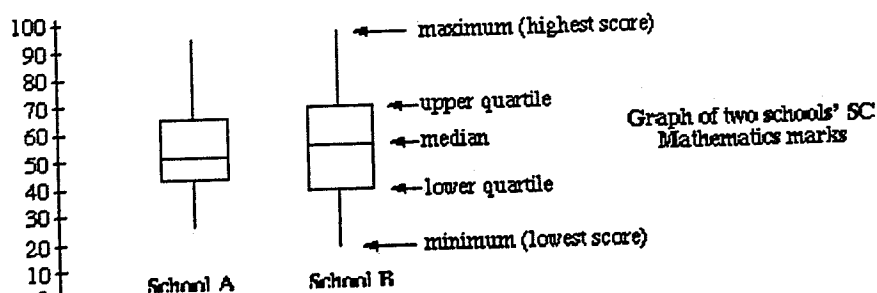 100
maximum (highest score)
90
80
70
upper quartile
Graph of two schools' SC
Mathematics marks
60
median
50
40
lower quartile
30
20
minimum (lowest score)
10
School A
School B